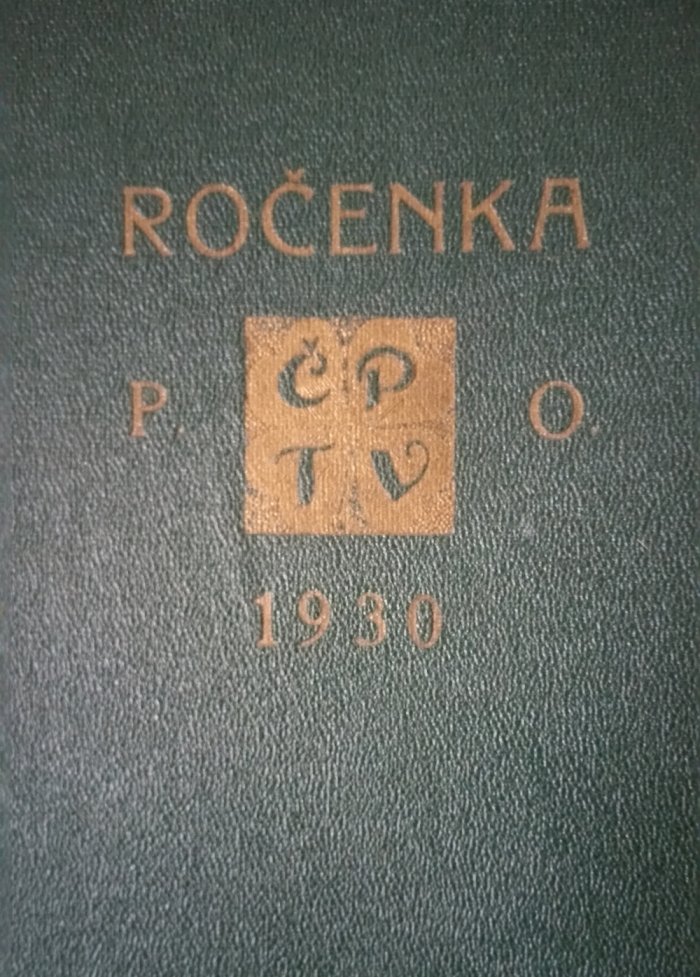 ROČENKA
P. ČP O.
TV
1930